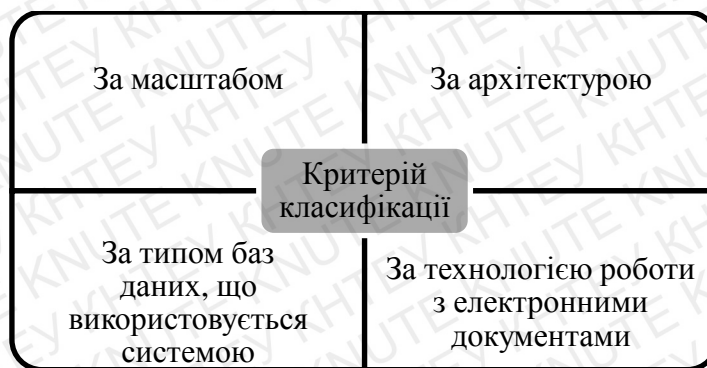 За масштабом
За архітектурою
Критерій
класифікації
За типом баз
даних, що
використовується
системою
За технологією роботи
з електронними
документами